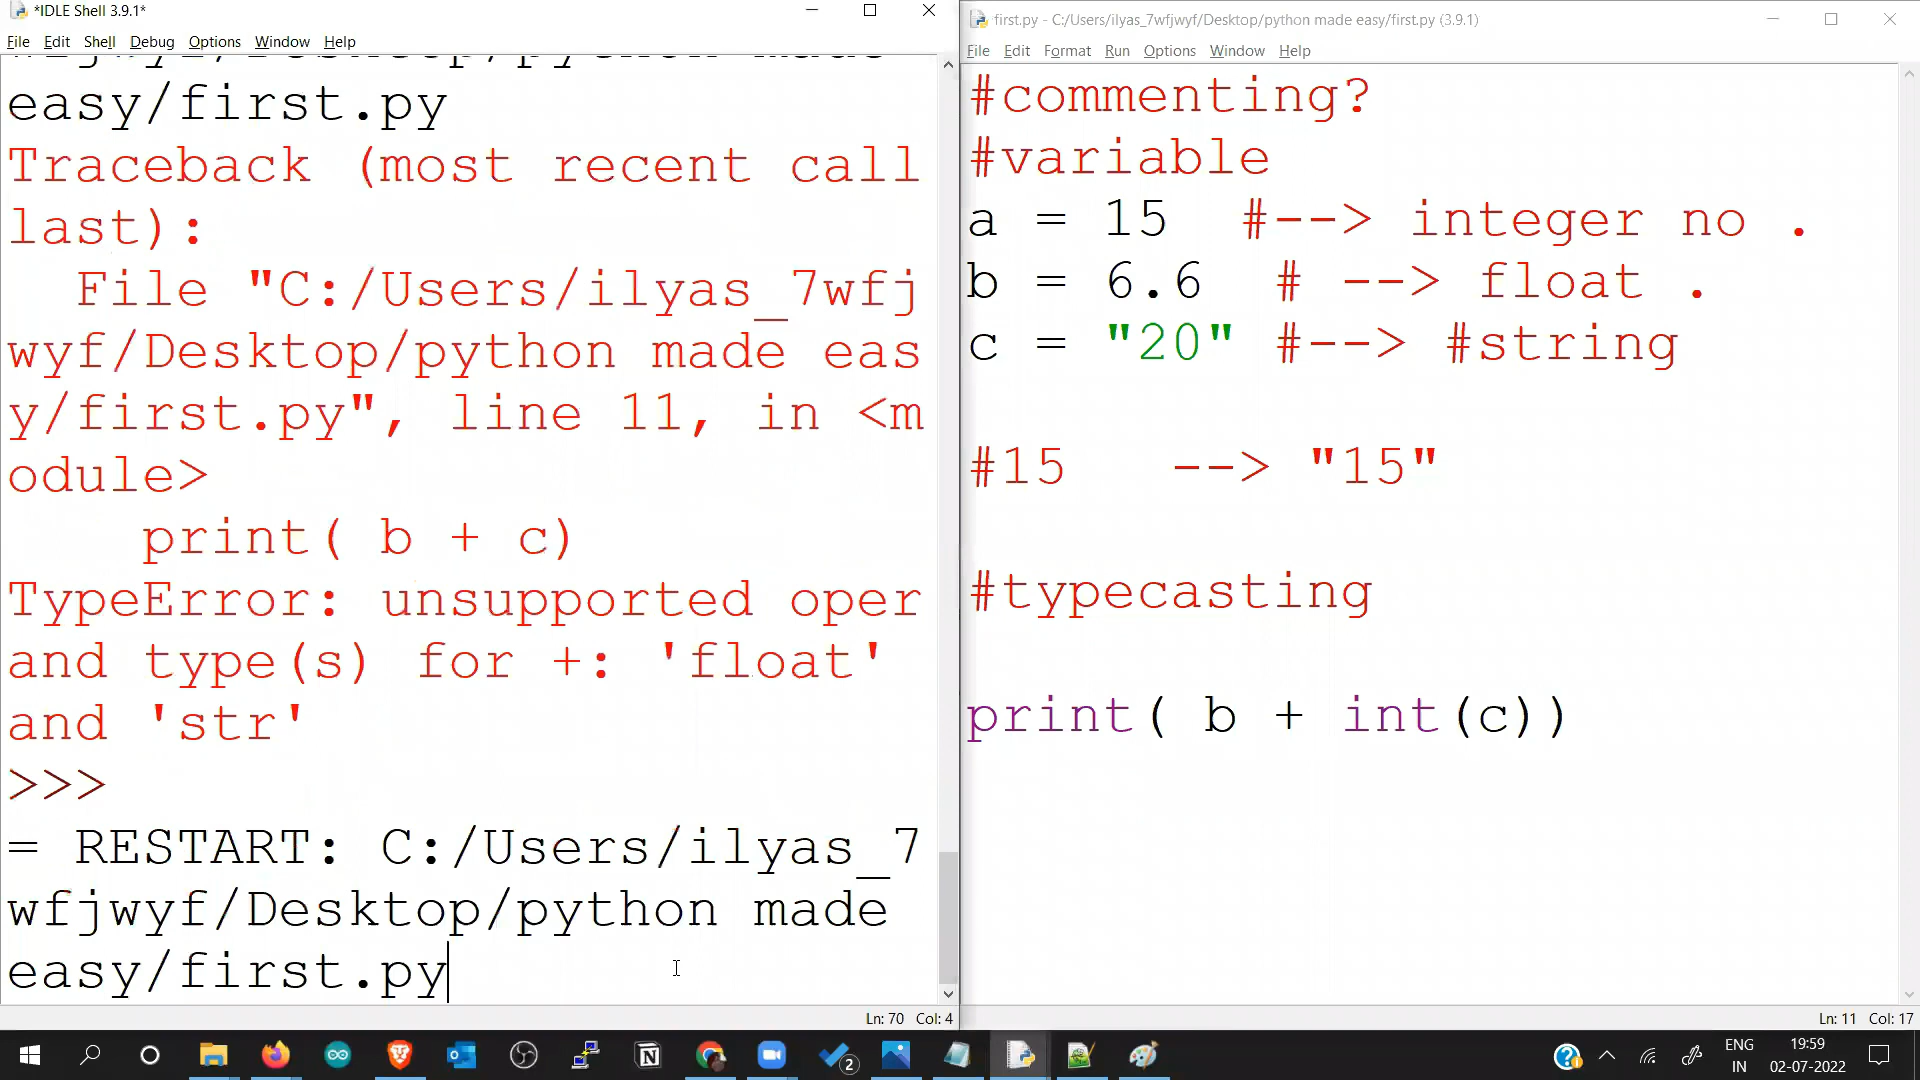 *IDLE Shell 3.9.1*
File Edit Shell Debug Options Window Help
wfjwyf/Desktop/python made
easy/first.py
Traceback (most recent call
last):
  File "C:/Users/ilyas_7wfj
wyf/Desktop/python made eas
y/first.py", line 11, in <m
odule>
    print( b + c)
TypeError: unsupported oper
and type(s) for +: 'float'
and 'str'
>>>
= RESTART: C:/Users/ilyas_7
wfjwyf/Desktop/python made
easy/first.py
Ln: 70 Col: 4
first.py - C:/Users/ilyas_7wfjwyf/Desktop/python made easy/first.py (3.9.1)
File Edit Format Run Options Window Help
#commenting?
#variable
a = 15  #--> integer no .
b = 6.6  # --> float .
c = "20" #--> #string
#15   --> "15"
#typecasting
print( b + int(c))
Ln: 11 Col: 17
2
ENG
IN
19:59
02-07-2022